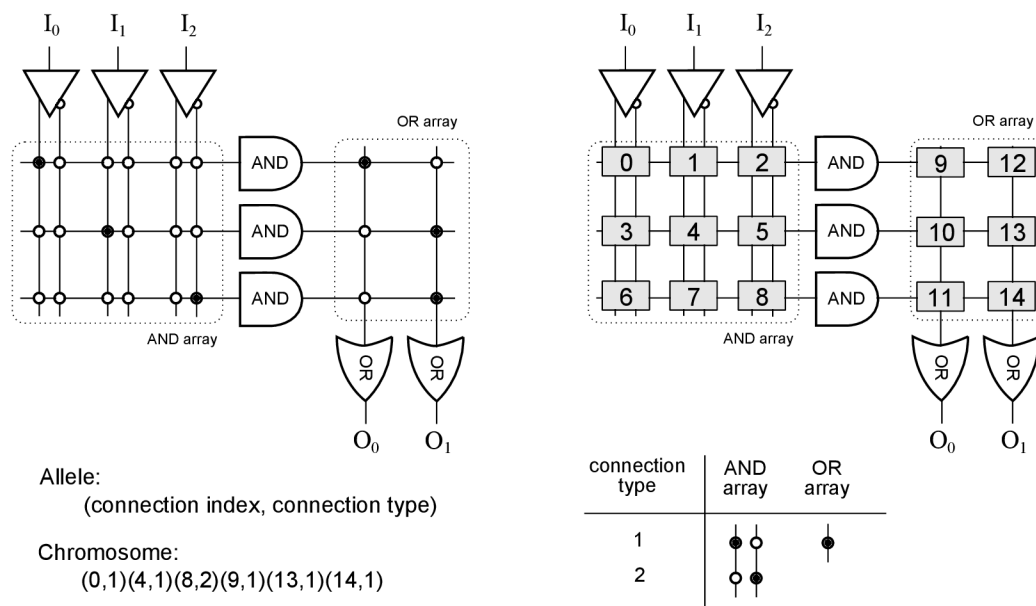 I0 I1 I2
OR array
AND
AND
AND
AND array
OR OR
O0 O1
Allele:
(connection index, connection type)
Chromosome:
(0,1)(4,1)(8,2)(9,1)(13,1)(14,1)
I0 I1 I2
OR array
0 1 2 AND 9 12
3 4 5 AND 10 13
6 7 8 AND 11 14
AND array
OR OR
O0 O1
connection type AND array OR array
1
2